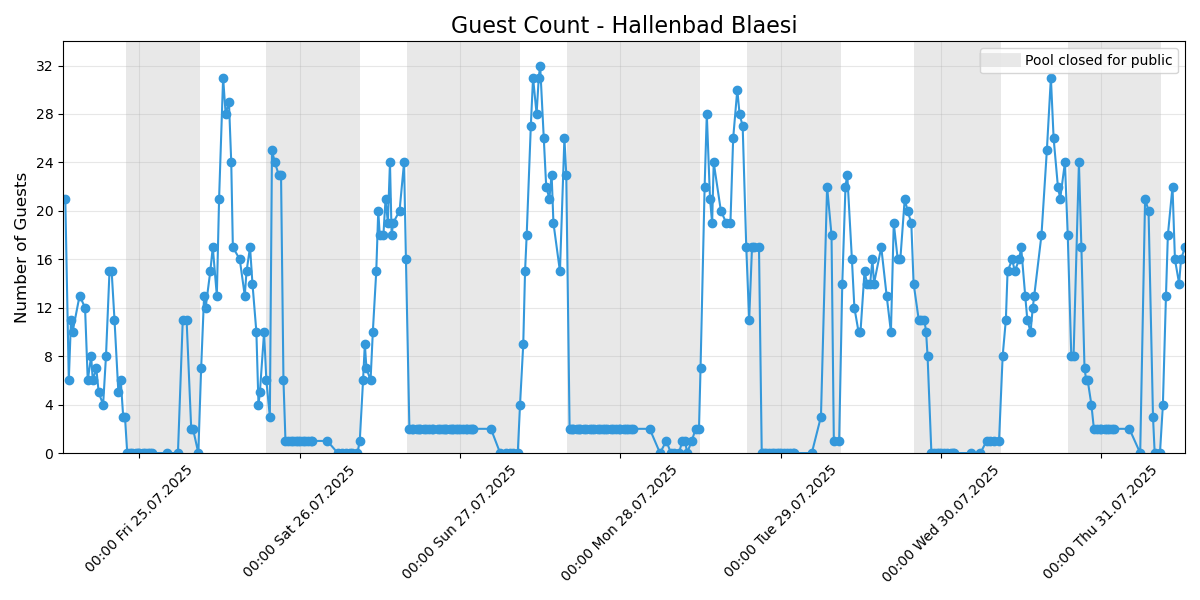 Guest Count - Hallenbad Blaesi
Pool closed for public
Number of Guests
32
28
24
20
16
12
8
4
0
00:00 Fri 25.07.2025
00:00 Sat 26.07.2025
00:00 Sun 27.07.2025
00:00 Mon 28.07.2025
00:00 Tue 29.07.2025
00:00 Wed 30.07.2025
00:00 Thu 31.07.2025